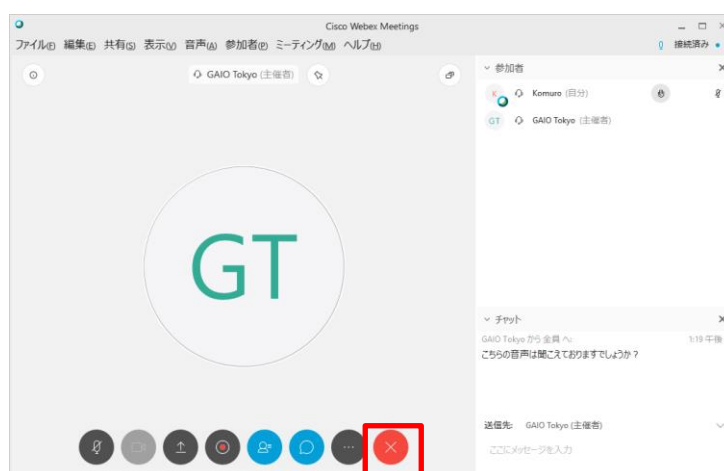 Cisco Webex Meetings
ファイル(F) 編集(E) 共有(S) 表示(V) 音声(A) 参加者(P) ミーティング(M) ヘルプ(H)
接続済み
GAIO Tokyo (主催者)
GT
参加者
K Komuro (自分)
GT GAIO Tokyo (主催者)
チャット
GAIO Tokyo から 全員 へ: 1:19 午後
こちらの音声は聞こえておりますでしょうか？
送信先: GAIO Tokyo (主催者)
ここにメッセージを入力